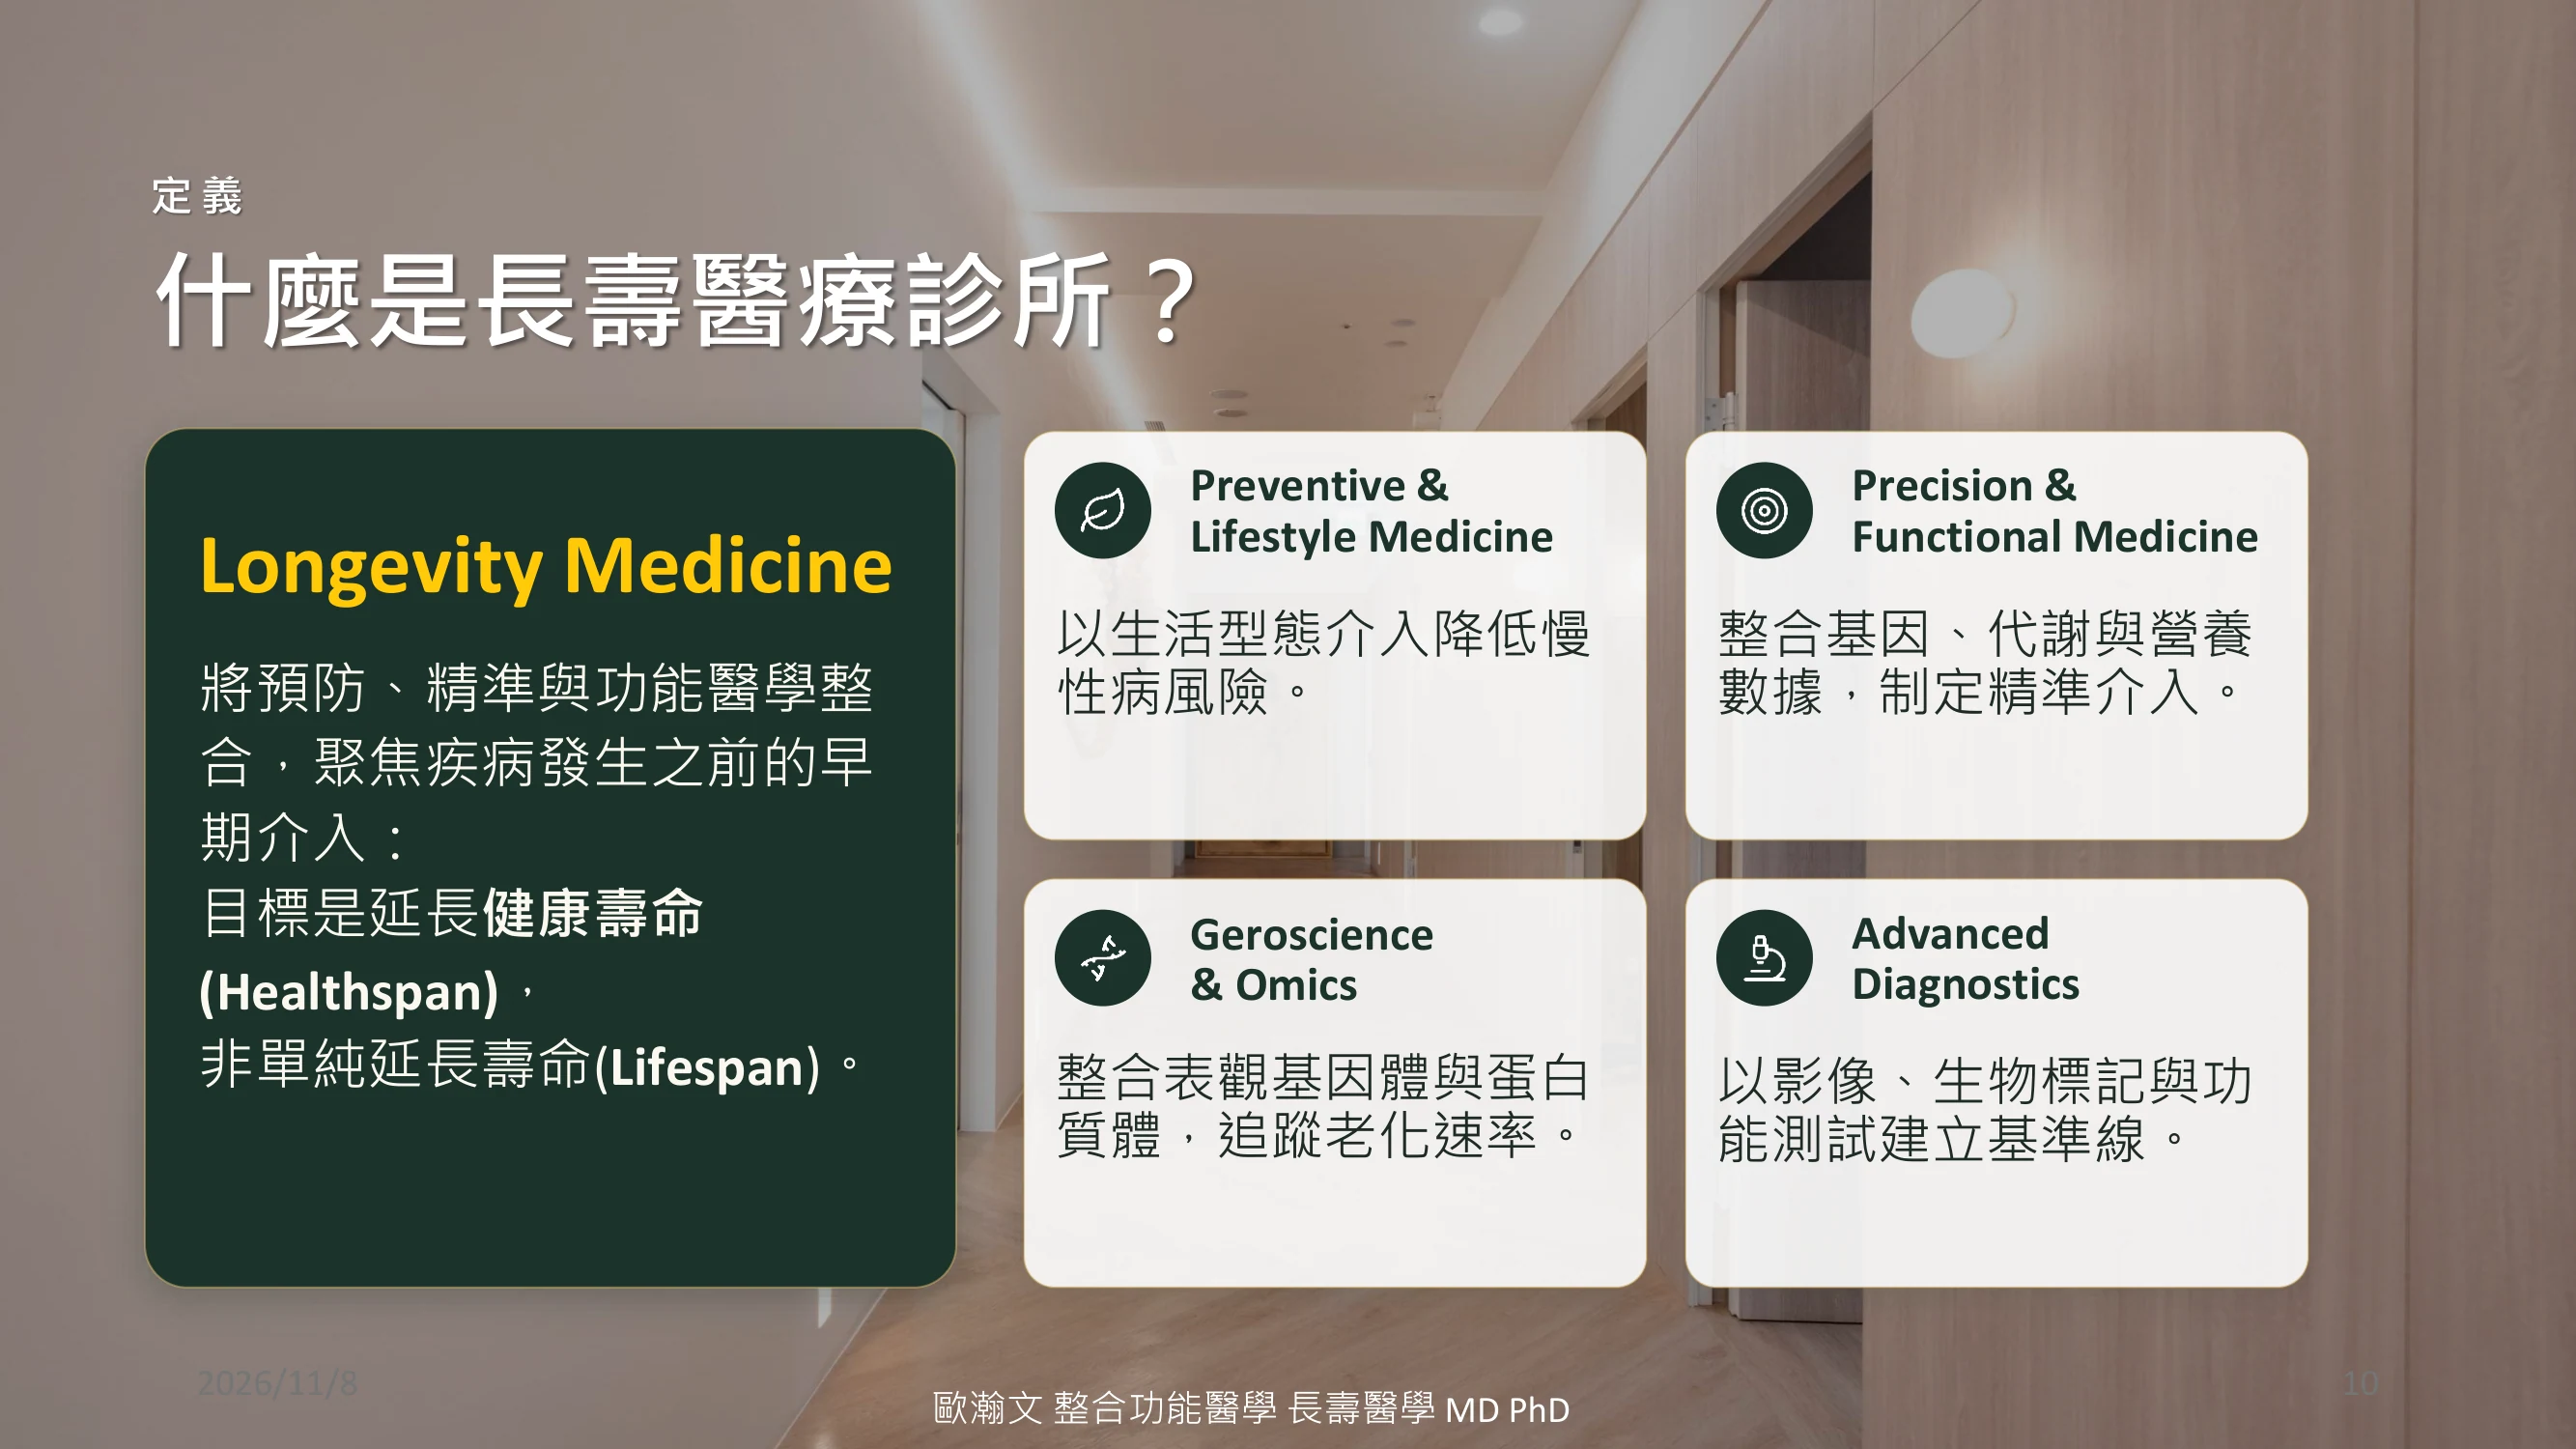 定義
什麼是長壽醫療診所？
Longevity Medicine
將預防、精準與功能醫學整
合，聚焦疾病發生之前的早
期介入：
目標是延長健康壽命
(Healthspan)，
非單純延長壽命(Lifespan)。
Preventive &
Lifestyle Medicine
以生活型態介入降低慢
性病風險。
Precision &
Functional Medicine
整合基因、代謝與營養
數據，制定精準介入。
Geroscience
& Omics
整合表觀基因體與蛋白
質體，追蹤老化速率。
Advanced
Diagnostics
以影像、生物標記與功
能測試建立基準線。
2026/11/8
歐瀚文 整合功能醫學 長壽醫學 MD PhD
10